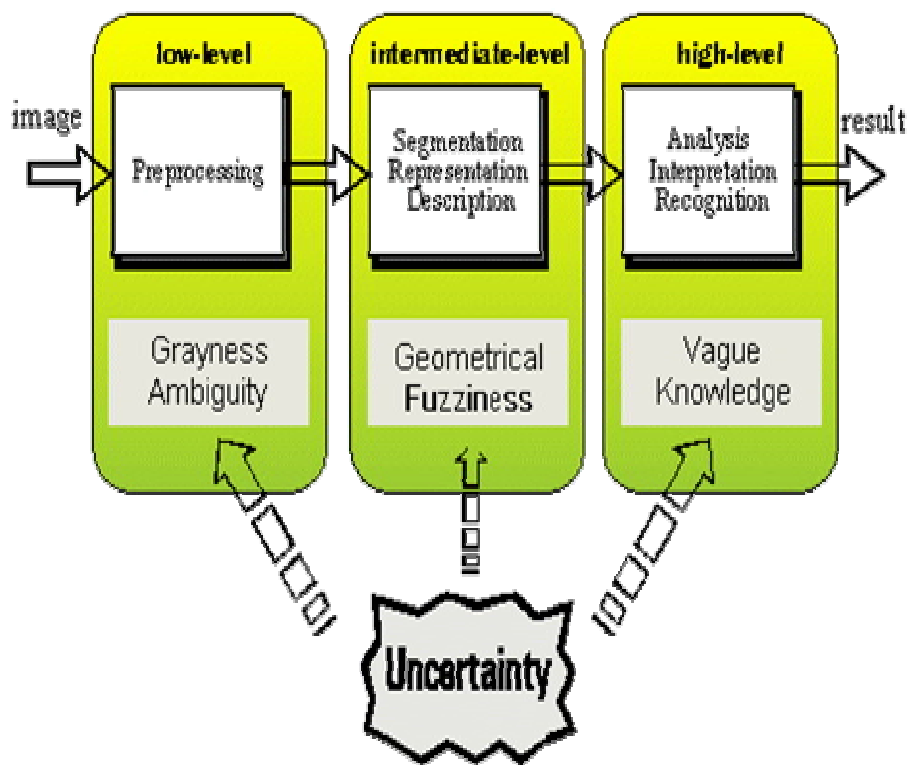 low-level
intermediate-level
high-level
image
Preprocessing
Segmentation
Representation
Description
Analysis
Interpretation
Recognition
result
Grayness
Ambiguity
Geometrical
Fuzziness
Vague
Knowledge
Uncertainty